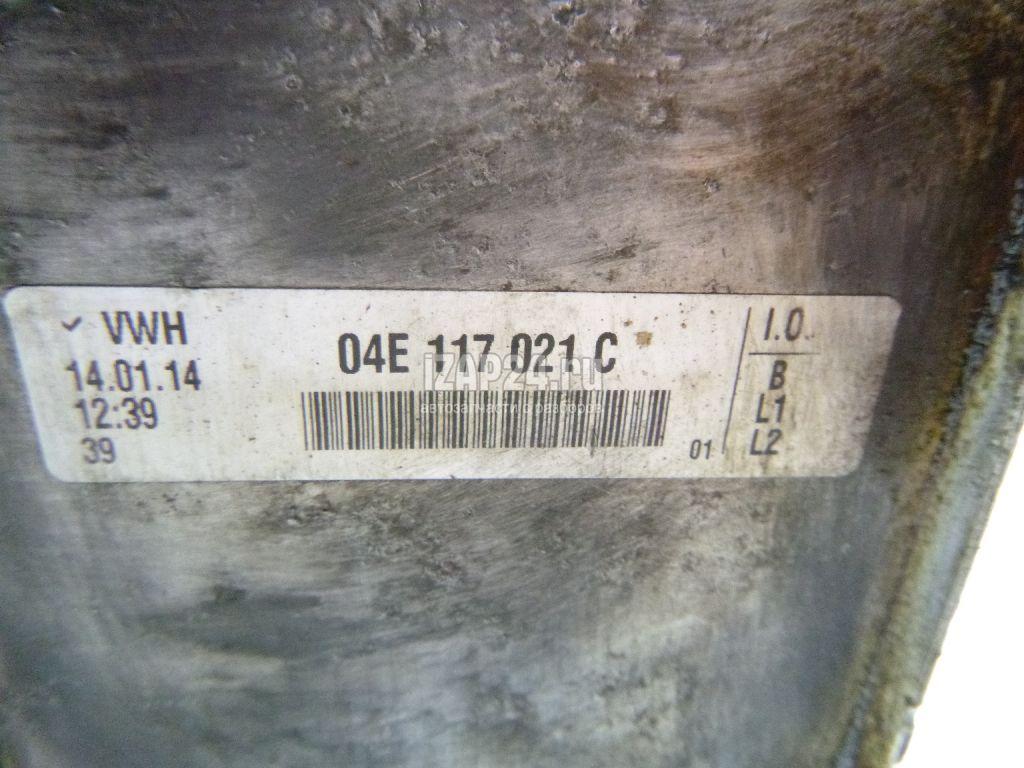 VWH
14.01.14
12:39
39
04E 117 021 C
iZAP24.ru
автозапчасти с разборов
01
I.O.
B
L1
L2